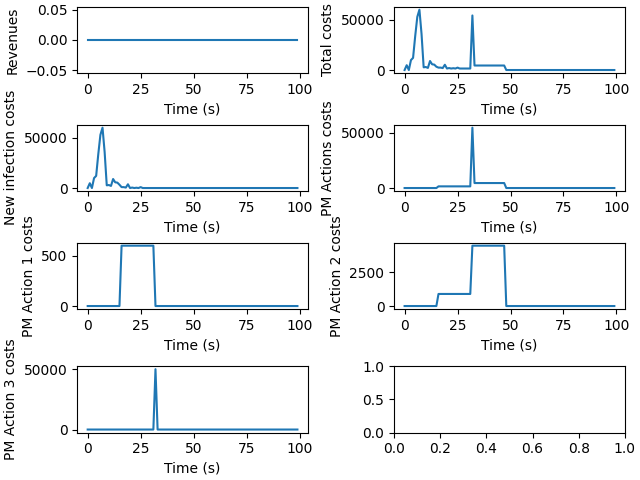 Revenues
0.05
0.00
−0.05
0 25 50 75 100
Time (s)
Total costs
50000
0
0 25 50 75 100
Time (s)
New infection costs
50000
0
0 25 50 75 100
Time (s)
PM Actions costs
50000
0
0 25 50 75 100
Time (s)
PM Action 1 costs
500
0
0 25 50 75 100
Time (s)
PM Action 2 costs
2500
0
0 25 50 75 100
Time (s)
PM Action 3 costs
50000
0
0 25 50 75 100
Time (s)
1.0
0.5
0.0
0.0 0.2 0.4 0.6 0.8 1.0